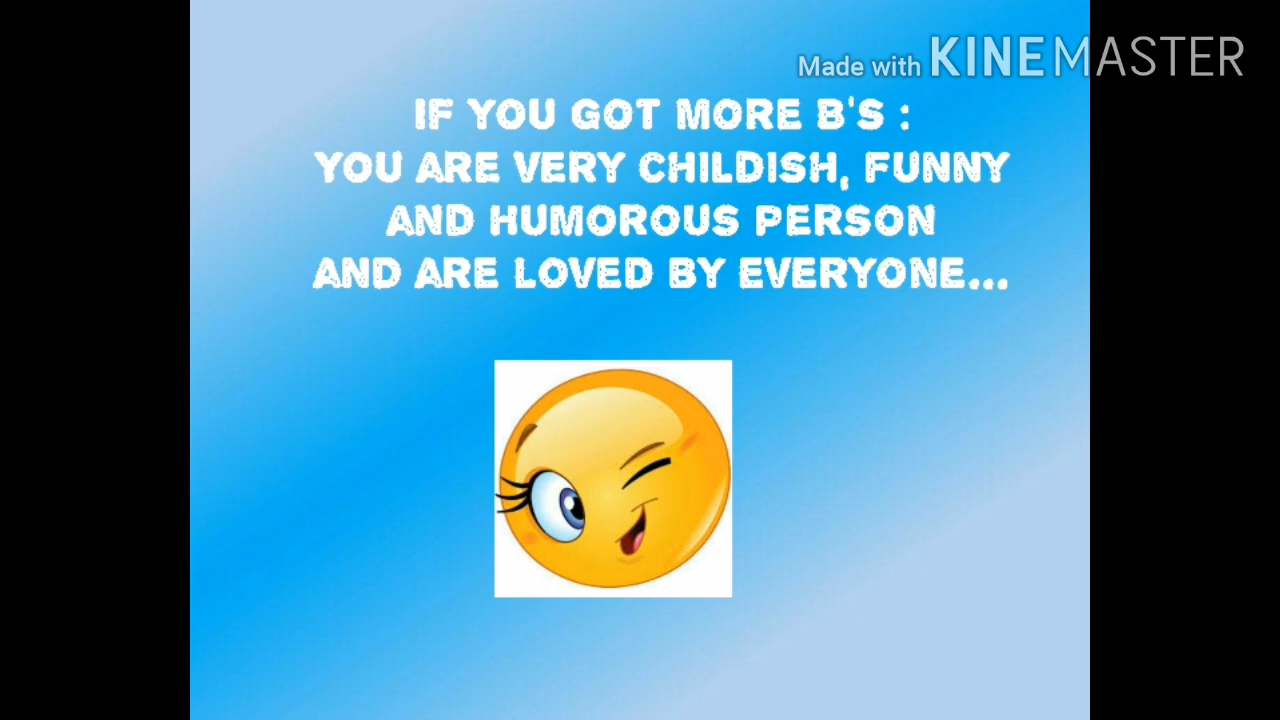 Made with KINEMASTER
IF YOU GOT MORE B'S :
YOU ARE VERY CHILDISH, FUNNY
AND HUMOROUS PERSON
AND ARE LOVED BY EVERYONE...